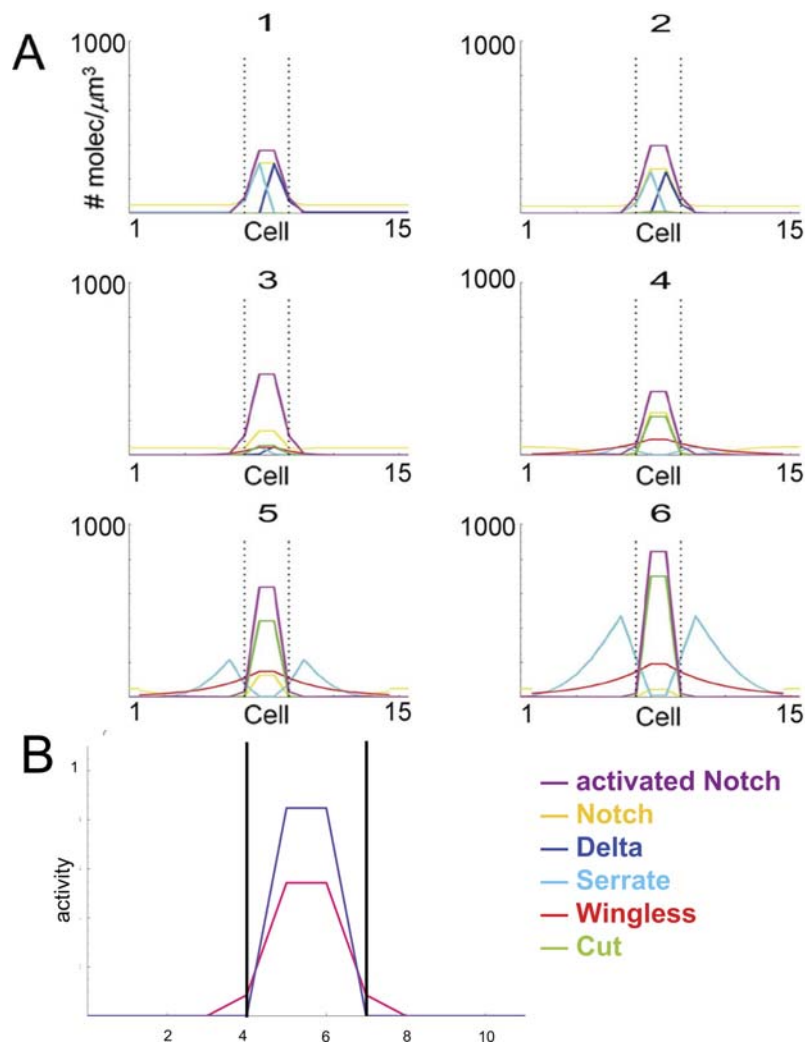 A
1
2
1000
1000
# molec/μm³
1
Cell
15
1
Cell
15
3
4
1000
1000
1
Cell
15
1
Cell
15
5
6
1000
1000
1
Cell
15
1
Cell
15
B
1
activity
2
4
6
8
10
activated Notch
Notch
Delta
Serrate
Wingless
Cut